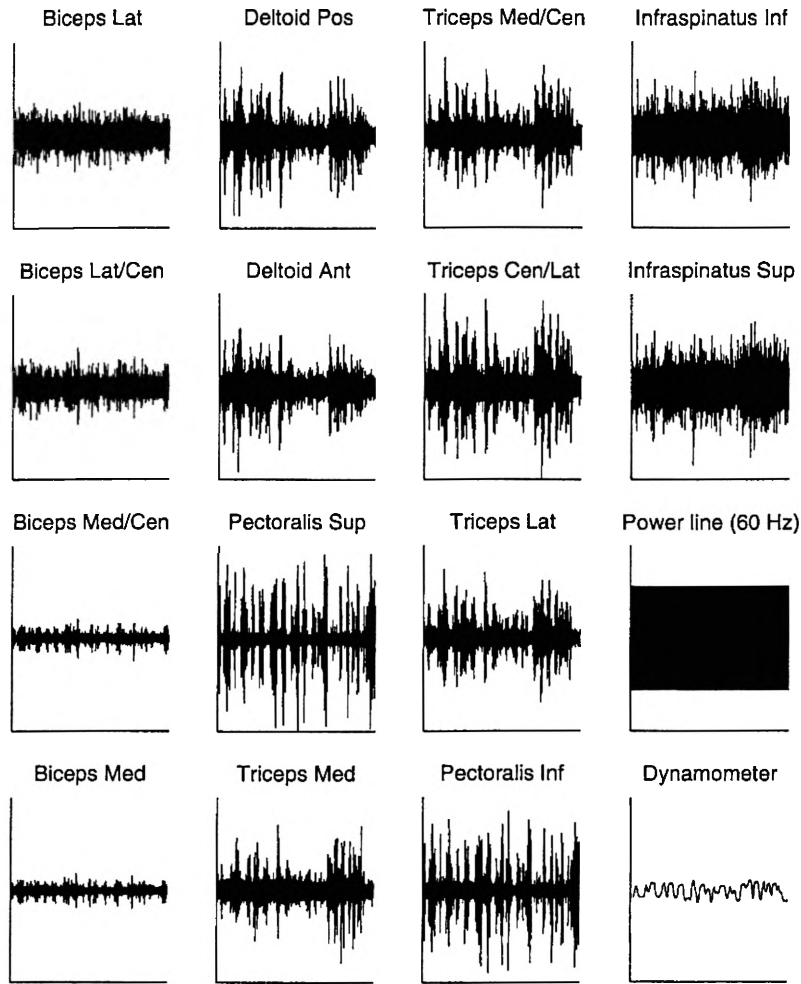 Biceps Lat
Deltoid Pos
Triceps Med/Cen
Infraspinatus Inf
Biceps Lat/Cen
Deltoid Ant
Triceps Cen/Lat
Infraspinatus Sup
Biceps Med/Cen
Pectoralis Sup
Triceps Lat
Power line (60 Hz)
Biceps Med
Triceps Med
Pectoralis Inf
Dynamometer